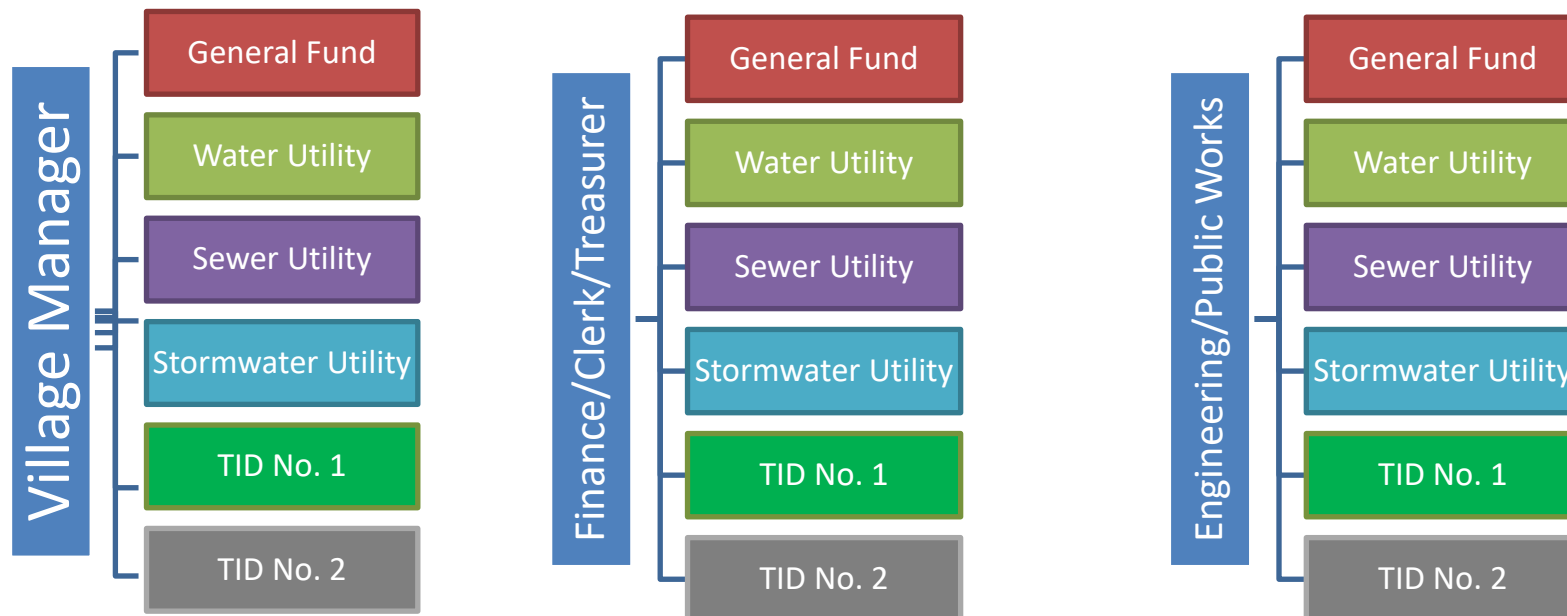 Village Manager
General Fund
Water Utility
Sewer Utility
Stormwater Utility
TID No. 1
TID No. 2
Finance/Clerk/Treasurer
General Fund
Water Utility
Sewer Utility
Stormwater Utility
TID No. 1
TID No. 2
Engineering/Public Works
General Fund
Water Utility
Sewer Utility
Stormwater Utility
TID No. 1
TID No. 2